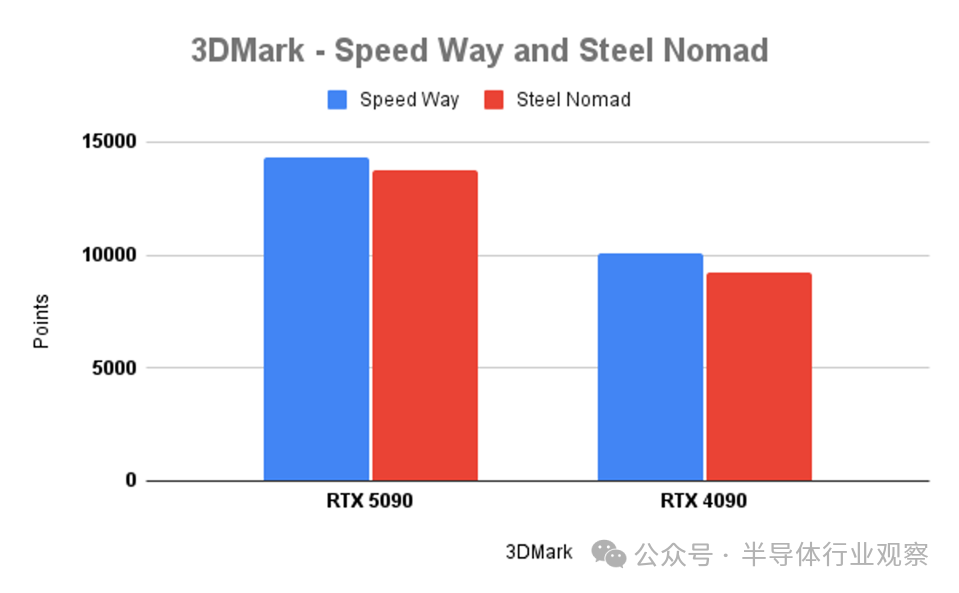 3DMark - Speed Way and Steel Nomad
Speed Way Steel Nomad
15000
10000
5000
0
Points
RTX 5090 RTX 4090
3DMark
公众号 · 半导体行业观察